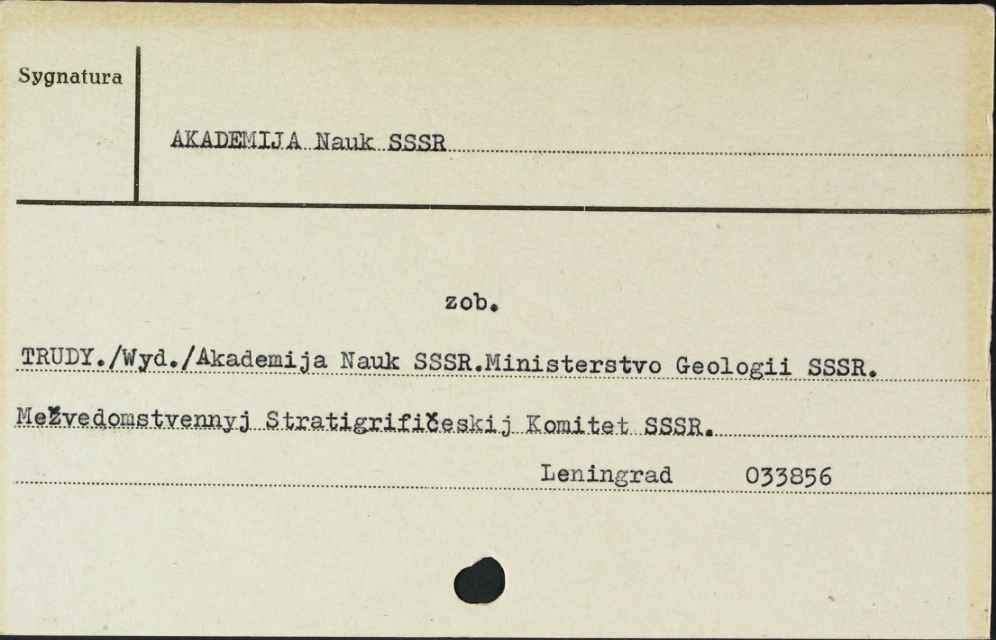 Sygnatura
AKADEMIJA Nauk SSSR
zob.
TRUDY./Wyd./Akademija Nauk SSSR.Ministerstvo Geologii SSSR.
Mežvedomstvennyj Stratigrifičeskij Komitet SSSR.
Leningrad 033856